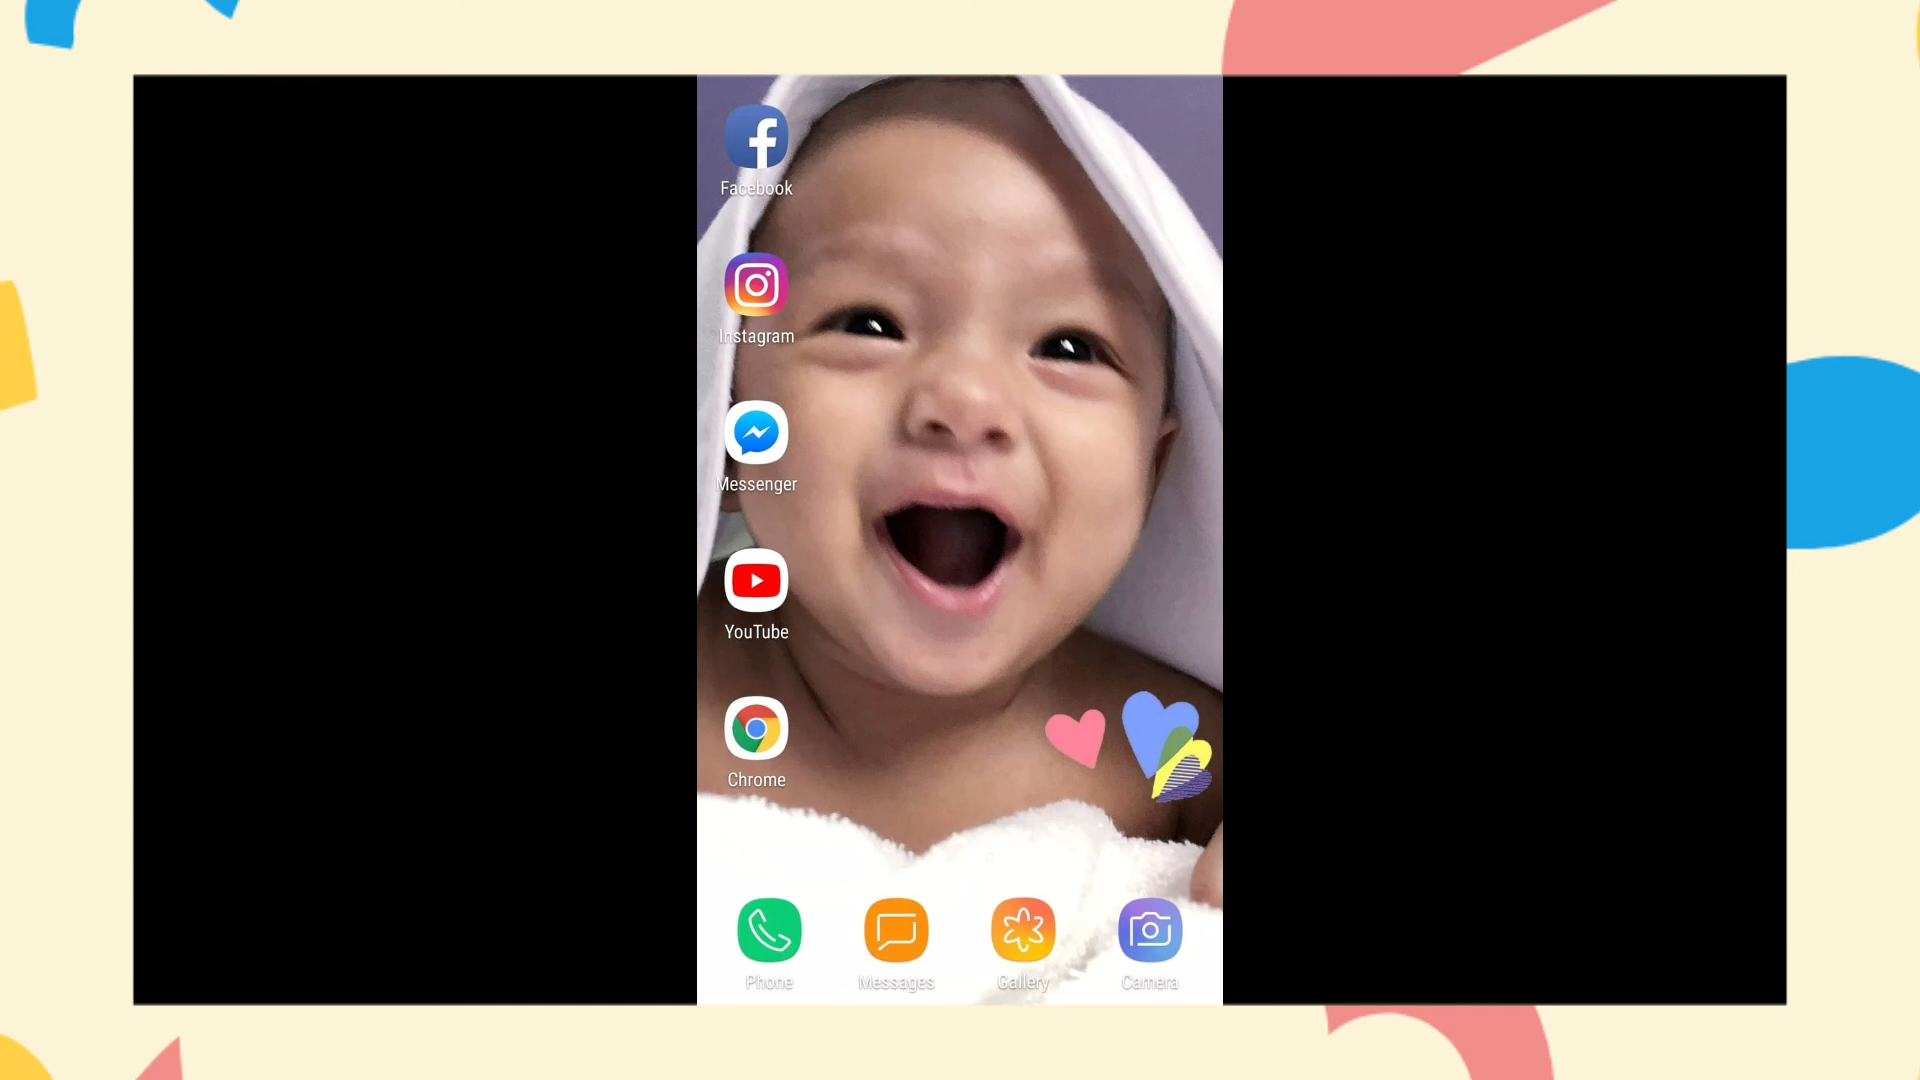 Facebook
Instagram
Messenger
YouTube
Chrome
Phone
Messages
Gallery
Camera